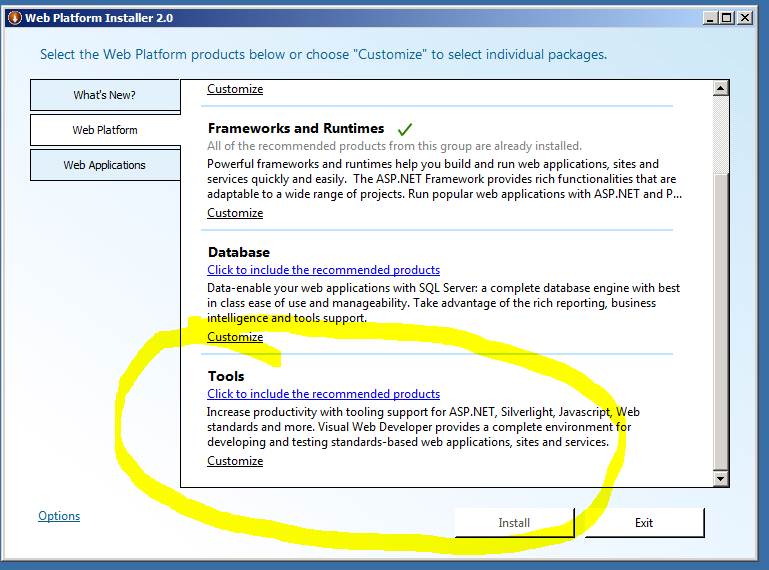 Web Platform Installer 2.0
Select the Web Platform products below or choose "Customize" to select individual packages.
What's New?
Web Platform
Web Applications
Customize
Frameworks and Runtimes
All of the recommended products from this group are already installed.
Powerful frameworks and runtimes help you build and run web applications, sites and
services quickly and easily. The ASP.NET Framework provides rich functionalities that are
adaptable to a wide range of projects. Run popular web applications with ASP.NET and P...
Customize
Database
Click to include the recommended products
Data-enable your web applications with SQL Server: a complete database engine with best
in class ease of use and manageability. Take advantage of the rich reporting, business
intelligence and tools support.
Customize
Tools
Click to include the recommended products
Increase productivity with tooling support for ASP.NET, Silverlight, Javascript, Web
standards and more. Visual Web Developer provides a complete environment for
developing and testing standards-based web applications, sites and services.
Customize
Options
Install
Exit